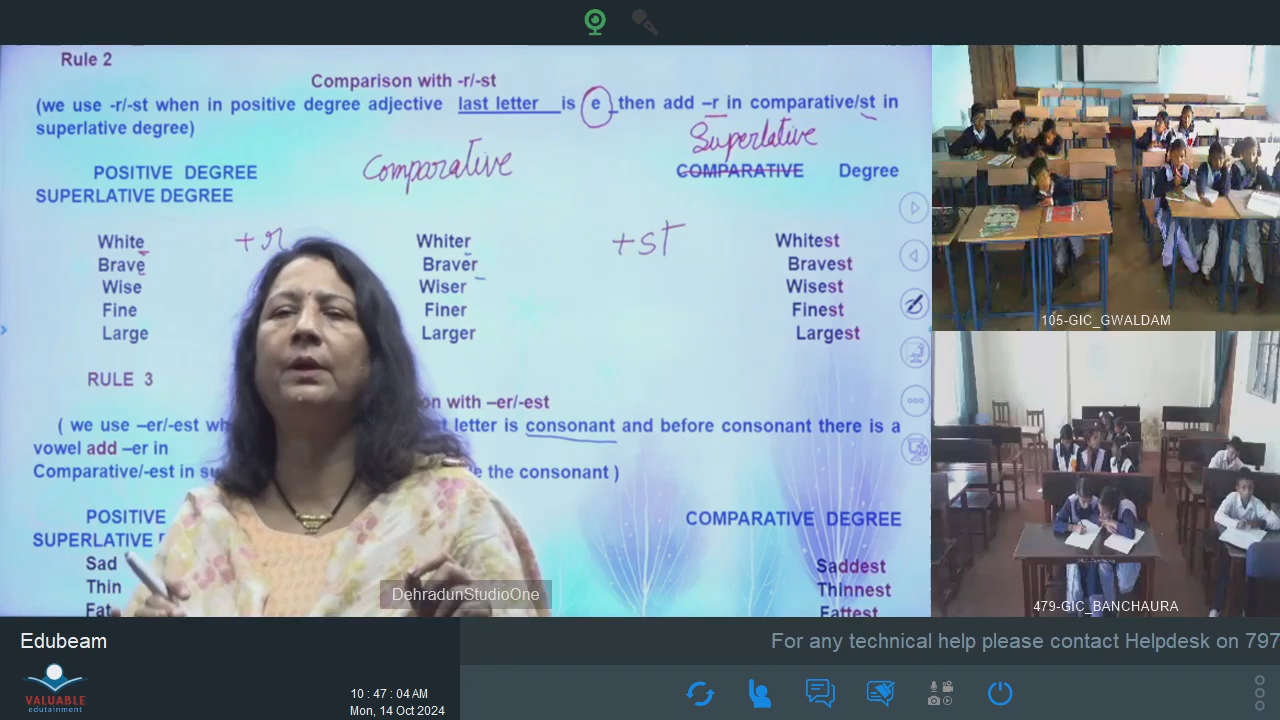 Rule 2
Comparison with -r/-st
(we use -r/-st when in positive degree adjective last letter is e then add –r in comparative/st in
superlative degree)
Superlative
Comparative
POSITIVE DEGREE COMPARATIVE Degree
SUPERLATIVE DEGREE
White +r Whiter +st Whitest
Brave Braver Bravest
Wise Wiser Wisest
Fine Finer Finest
Large Larger Largest
RULE 3
with –er/-est
( we use –er/-est letter is consonant and before consonant there is a
vowel add –er in
Comparative/-est in the consonant )
POSITIVE COMPARATIVE DEGREE
SUPERLATIVE
Sad Saddest
Thin Thinnest
Fat Fattest
DehradunStudioOne
105-GIC_GWALDAM
479-GIC_BANCHAURA
Edubeam
For any technical help please contact Helpdesk on 797
VALUABLE
edutainment
10 : 47 : 04 AM
Mon, 14 Oct 2024